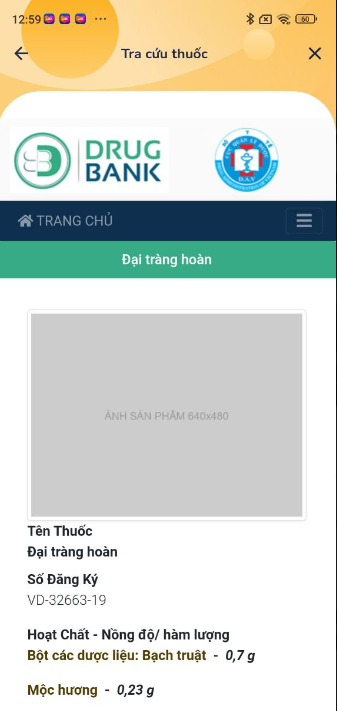 12:59
60
Tra cứu thuốc
DRUG
BANK
TRANG CHỦ
Đại tràng hoàn
ẢNH SẢN PHẨM 640x480
Tên Thuốc
Đại tràng hoàn
Số Đăng Ký
VD-32663-19
Hoạt Chất - Nồng độ/ hàm lượng
Bột các dược liệu: Bạch truật - 0,7 g
Mộc hương - 0,23 g